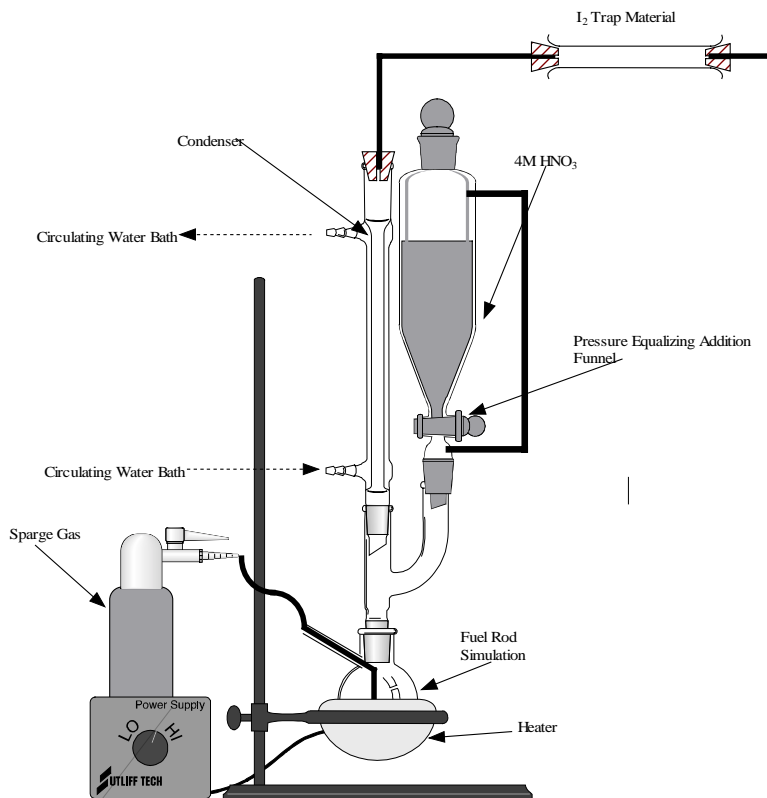 I₂ Trap Material
Condenser
4M HNO₃
Circulating Water Bath
Pressure Equalizing Addition
Funnel
Circulating Water Bath
Sparge Gas
Fuel Rod
Simulation
Power Supply
LO HI
Heater
SUTLIFF TECH